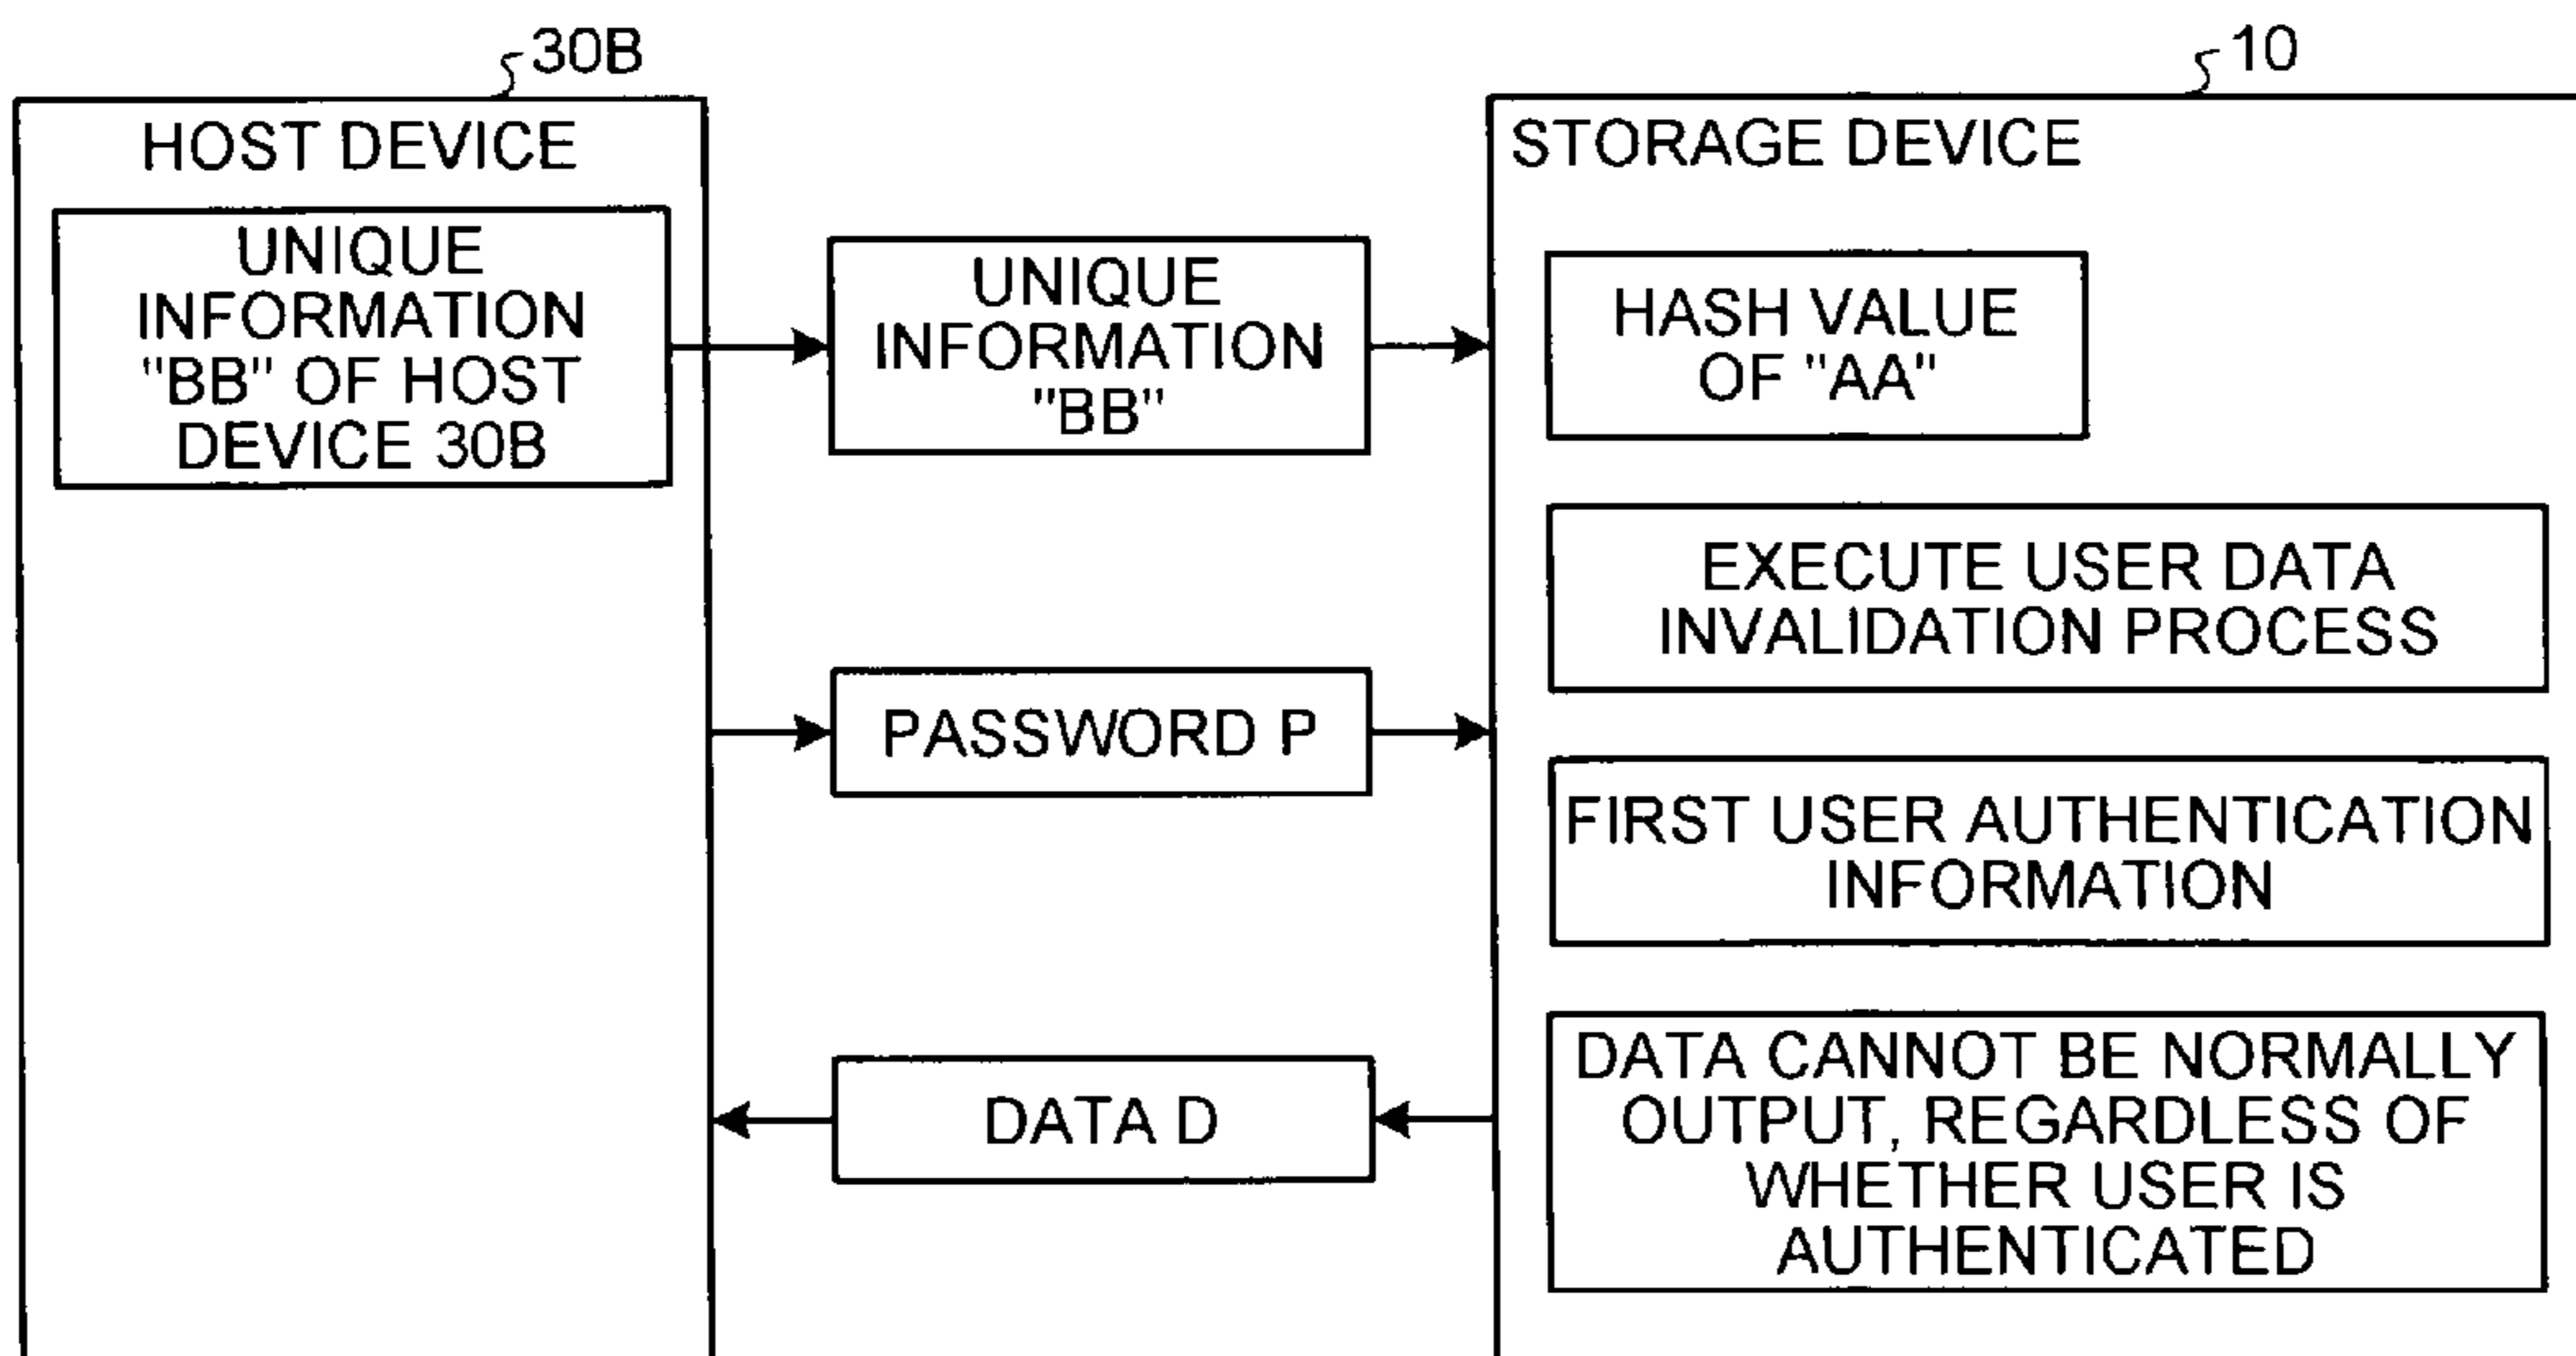 30B
10
HOST DEVICE
UNIQUE
INFORMATION
"BB" OF HOST
DEVICE 30B
UNIQUE
INFORMATION
"BB"
PASSWORD P
DATA D
STORAGE DEVICE
HASH VALUE
OF "AA"
EXECUTE USER DATA
INVALIDATION PROCESS
FIRST USER AUTHENTICATION
INFORMATION
DATA CANNOT BE NORMALLY
OUTPUT, REGARDLESS OF
WHETHER USER IS
AUTHENTICATED